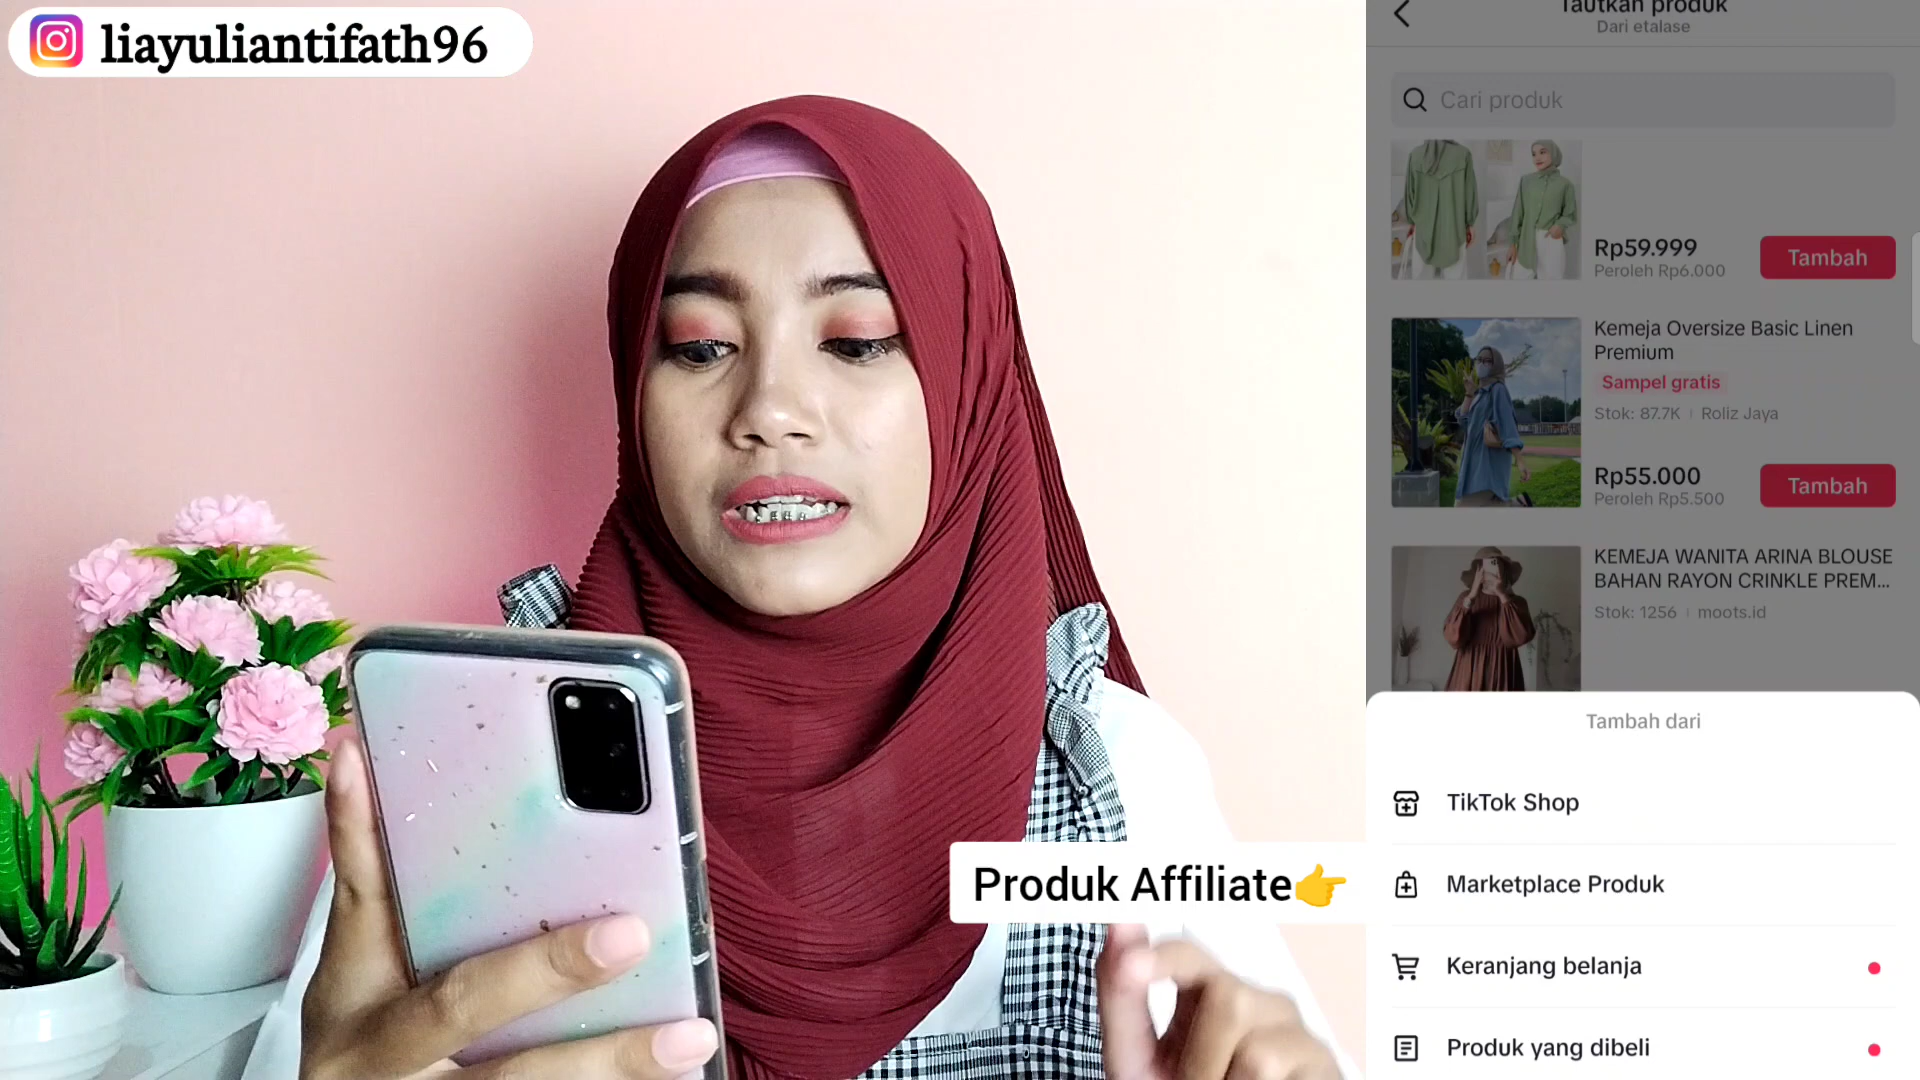 liayuliantifath96
Tautkan produk
Dari etalase
Cari produk
Rp59.999
Peroleh Rp6.000
Tambah
Kemeja Oversize Basic Linen
Premium
Sampel gratis
Stok: 87.7K | Roliz Jaya
Rp55.000
Peroleh Rp5.500
Tambah
KEMEJA WANITA ARINA BLOUSE
BAHAN RAYON CRINKLE PREM...
Stok: 1256 | moots.id
Tambah dari
TikTok Shop
Produk Affiliate👉
Marketplace Produk
Keranjang belanja
Produk yang dibeli